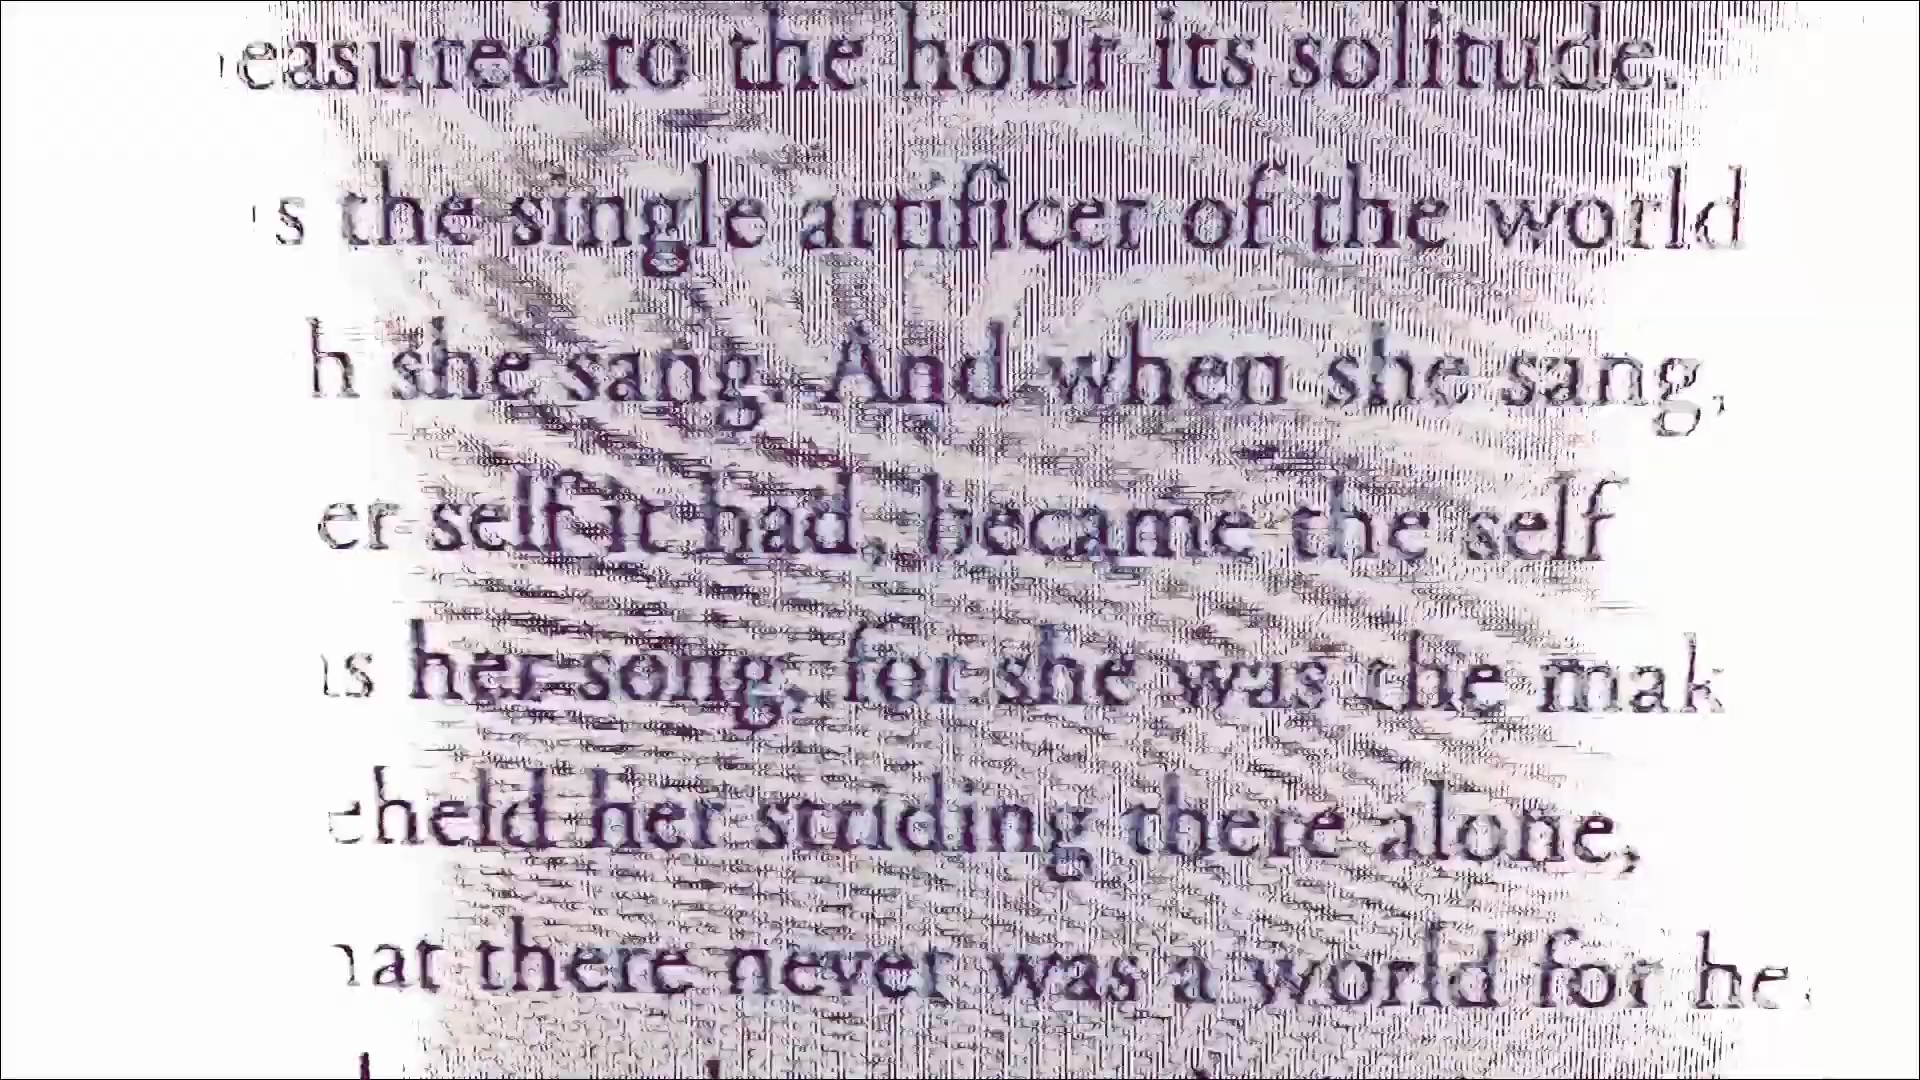 easured to the hour its solitude.
s the single artificer of the world
h she sang. And when she sang,
er self it had, became the self
is her song, for she was the mak
eheld her striding there alone,
hat there never was a world for he